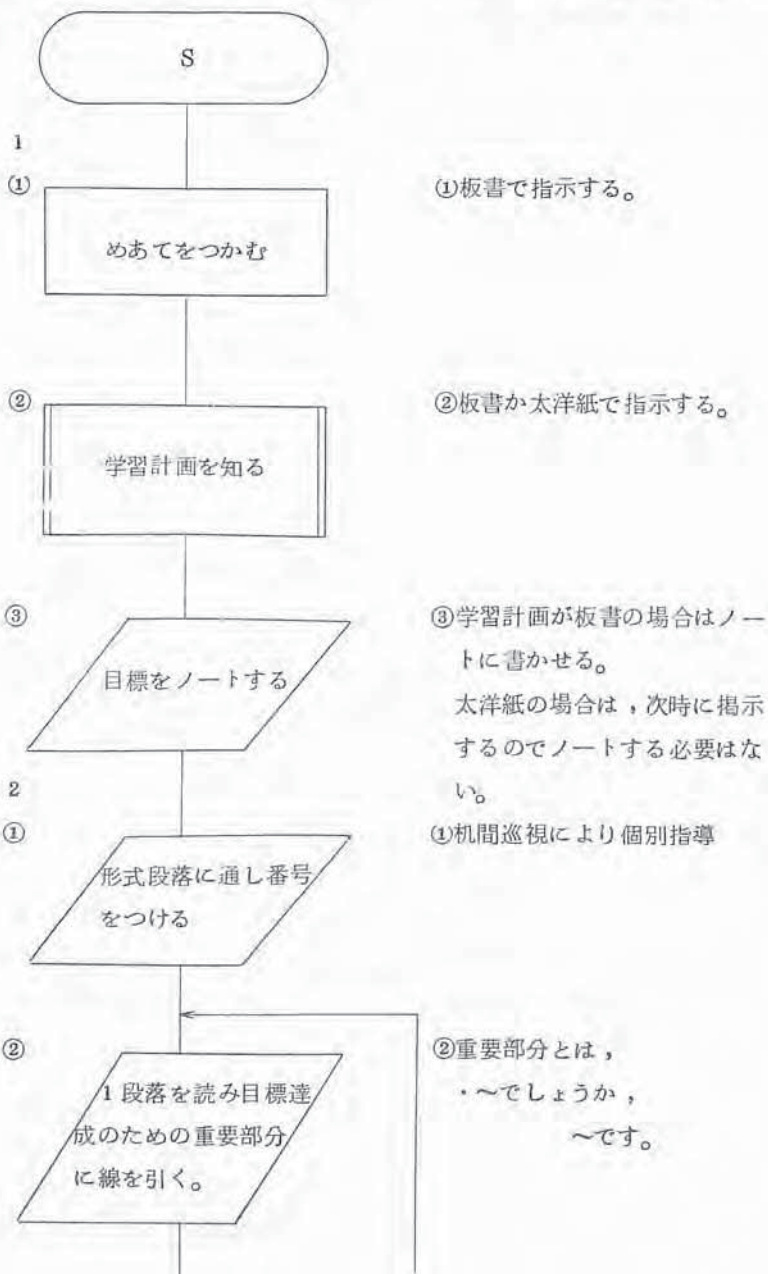 S
1
①
めあてをつかむ
①板書で指示する。
②
学習計画を知る
②板書か太洋紙で指示する。
③
目標をノートする
③学習計画が板書の場合はノー
トに書かせる。
太洋紙の場合は，次時に掲示
するのでノートする必要はな
い。
2
①
形式段落に通し番号
をつける
①机間巡視により個別指導
②
1段落を読み目標達
成のための重要部分
に線を引く。
②重要部分とは，
・～でしょうか，
～です。